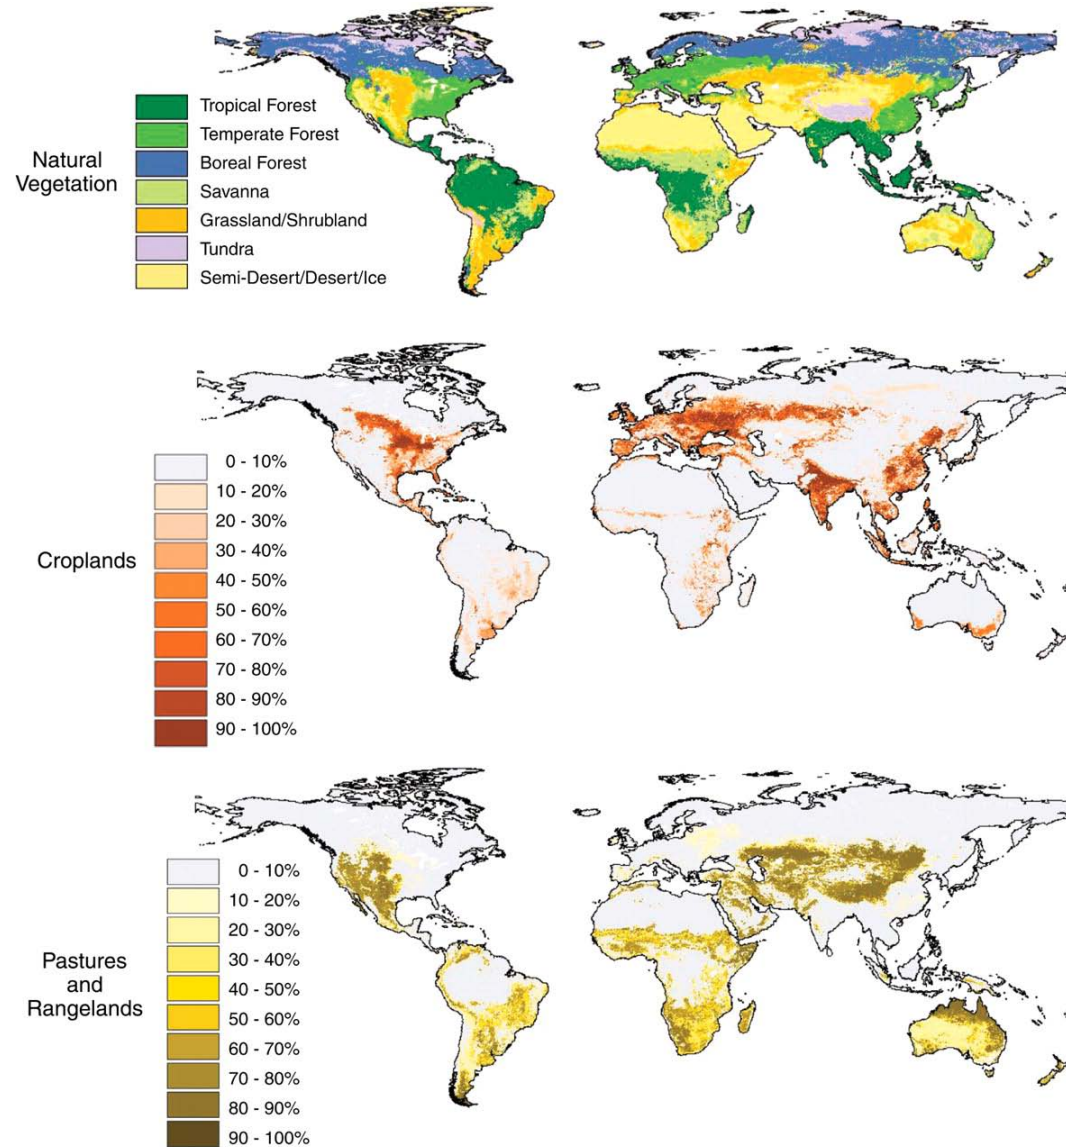 Natural
Vegetation
Tropical Forest
Temperate Forest
Boreal Forest
Savanna
Grassland/Shrubland
Tundra
Semi-Desert/Desert/Ice
Croplands
0 - 10%
10 - 20%
20 - 30%
30 - 40%
40 - 50%
50 - 60%
60 - 70%
70 - 80%
80 - 90%
90 - 100%
Pastures
and
Rangelands
0 - 10%
10 - 20%
20 - 30%
30 - 40%
40 - 50%
50 - 60%
60 - 70%
70 - 80%
80 - 90%
90 - 100%